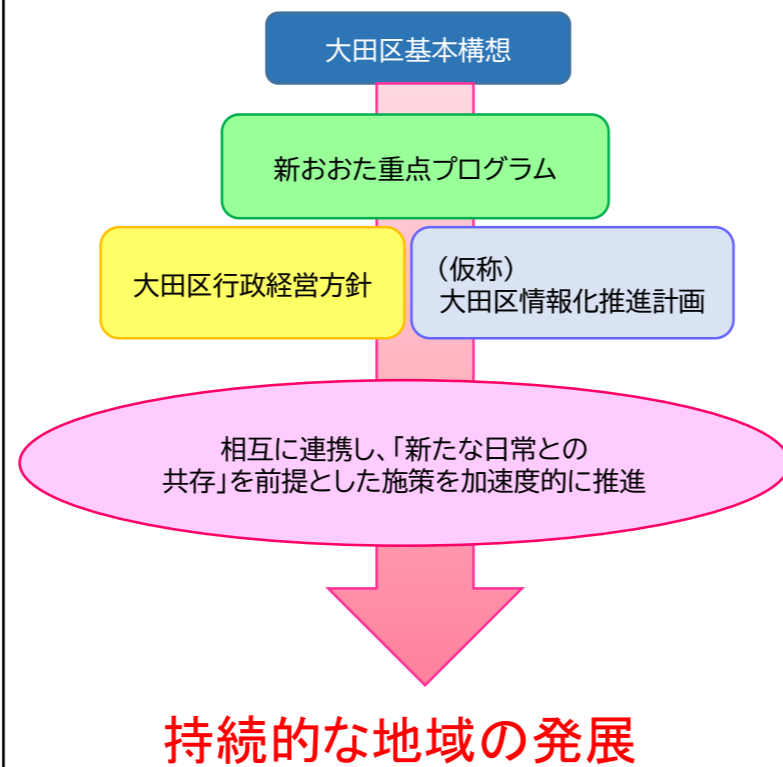 大田区基本構想
新おおた重点プログラム
大田区行政経営方針
（仮称）
大田区情報化推進計画
相互に連携し、「新たな日常との
共存」を前提とした施策を加速度的に推進
持続的な地域の発展